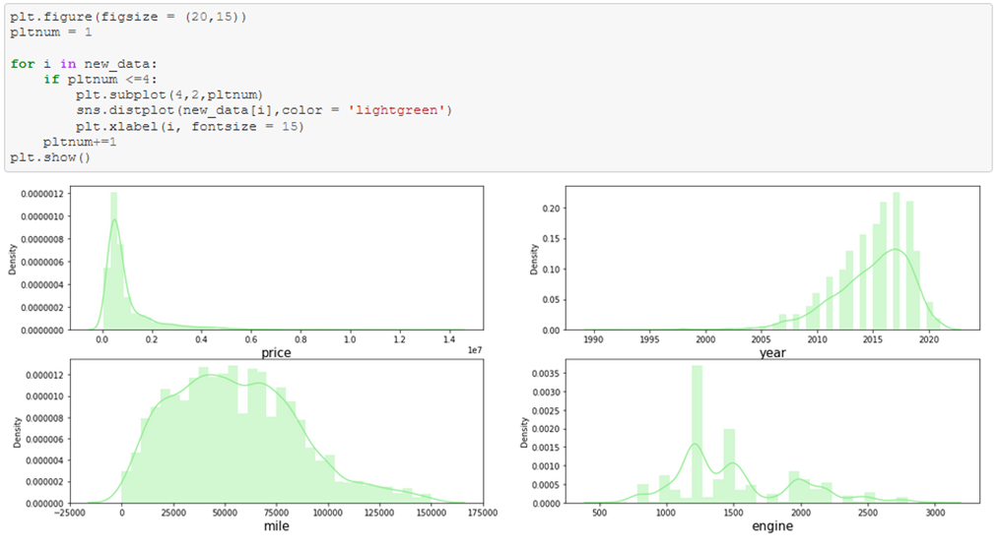 plt.figure(figsize = (20,15))
pltnum = 1
for i in new_data:
    if pltnum <=4:
        plt.subplot(4,2,pltnum)
        sns.distplot(new_data[i],color = 'lightgreen')
        plt.xlabel(i, fontsize = 15)
    pltnum+=1
plt.show()
0.0000012
0.0000010
0.0000008
0.0000006
0.0000004
0.0000002
0.0000000
Density
0.0 0.2 0.4 0.6 0.8 1.0 1.2 1.4
1e7
price
0.20
0.15
0.10
0.05
0.00
Density
1990 1995 2000 2005 2010 2015 2020
year
0.000012
0.000010
0.000008
0.000006
0.000004
0.000002
0.000000
Density
−25000 0 25000 50000 75000 100000 125000 150000 175000
mile
0.0035
0.0030
0.0025
0.0020
0.0015
0.0010
0.0005
0.0000
Density
500 1000 1500 2000 2500 3000
engine